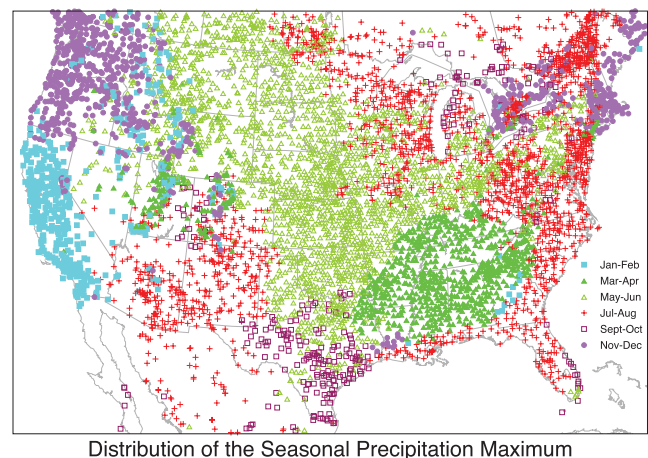 Jan-Feb
Mar-Apr
May-Jun
Jul-Aug
Sept-Oct
Nov-Dec
Distribution of the Seasonal Precipitation Maximum